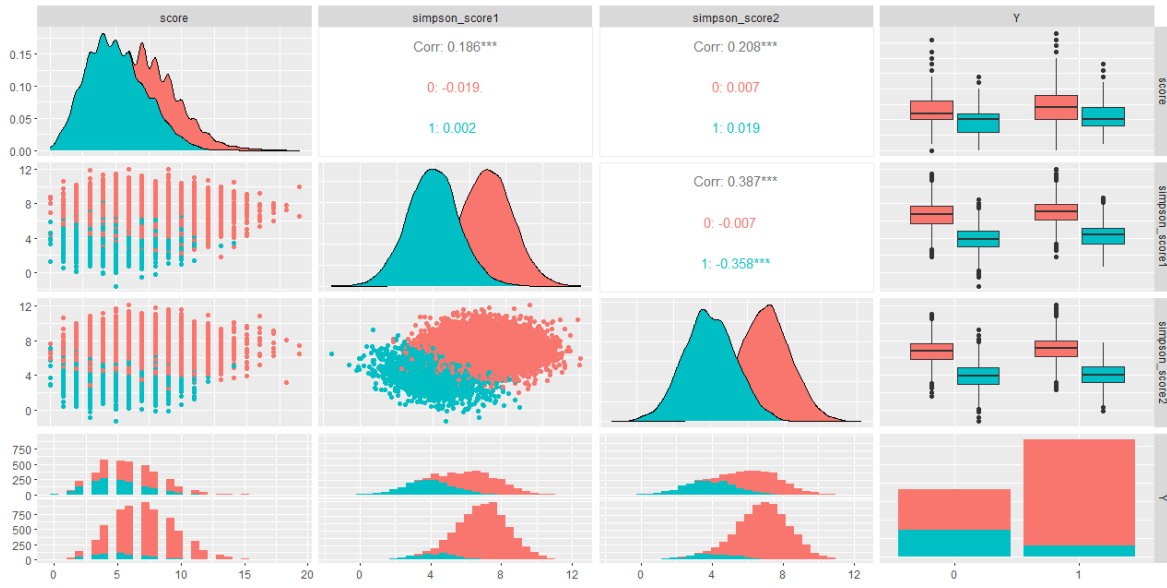 score simpson_score1 simpson_score2 Y
0.15
0.10
0.05
0.00
Corr: 0.186***
0: -0.019.
1: 0.002
Corr: 0.208***
0: 0.007
1: 0.019
score
12
8
4
0
Corr: 0.387***
0: -0.007
1: -0.358***
simpson_score1
12
8
4
0
simpson_score2
750
500
250
0
750
500
250
0
Y
0 5 10 15 20
0 4 8 12
0 4 8 12
0 1